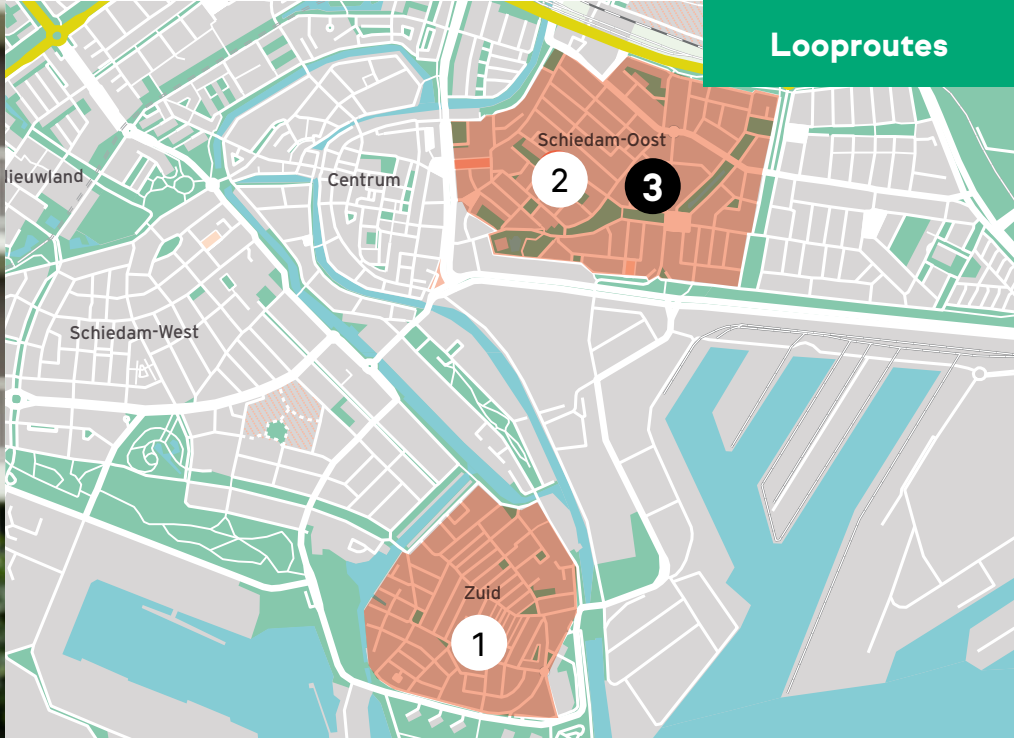 Looproutes
Schiedam-Oost
2
3
Centrum
lieuwland
Schiedam-West
Zuid
1